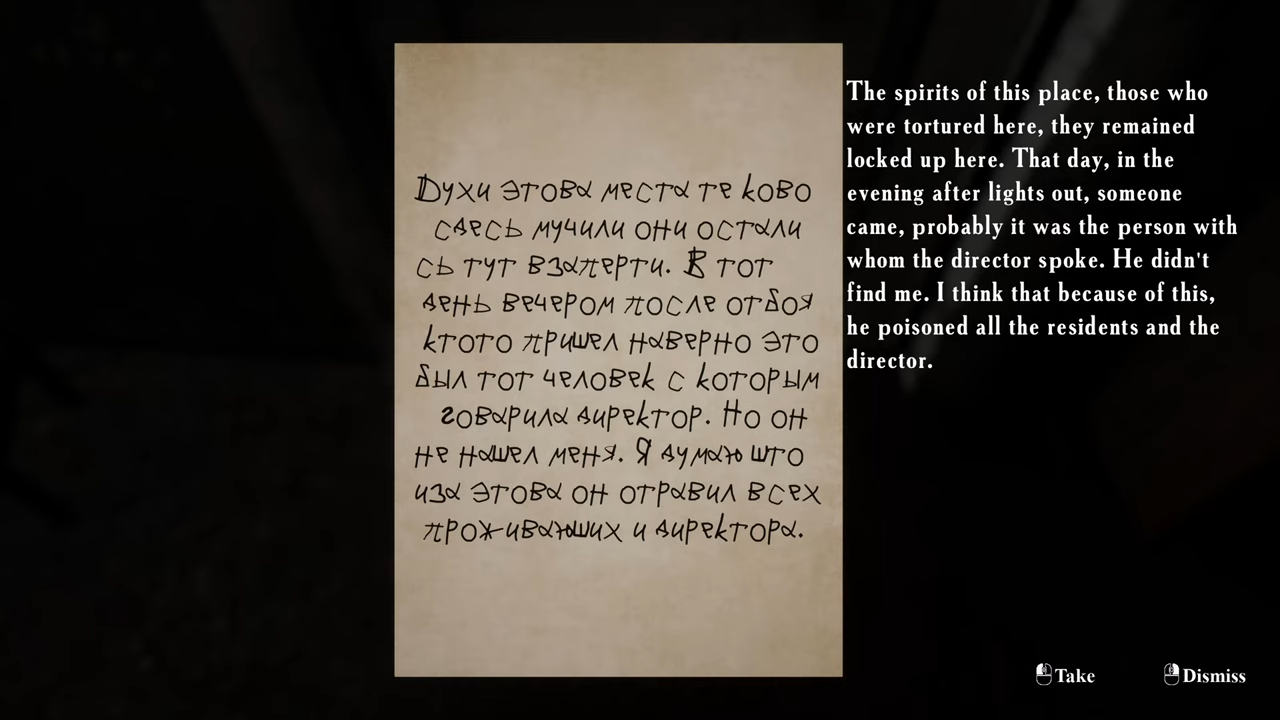 Духи этова места те ково
сдесь мучили они остали
сь тут взаперти. В тот
день вечером после отбоя
ктото пришел наверно это
был тот человек с которым
говарила директор. Но он
не нашел меня. Я думаю што
иза этова он отравил всех
проживаюших и директора.
The spirits of this place, those who
were tortured here, they remained
locked up here. That day, in the
evening after lights out, someone
came, probably it was the person with
whom the director spoke. He didn't
find me. I think that because of this,
he poisoned all the residents and the
director.
Take
Dismiss